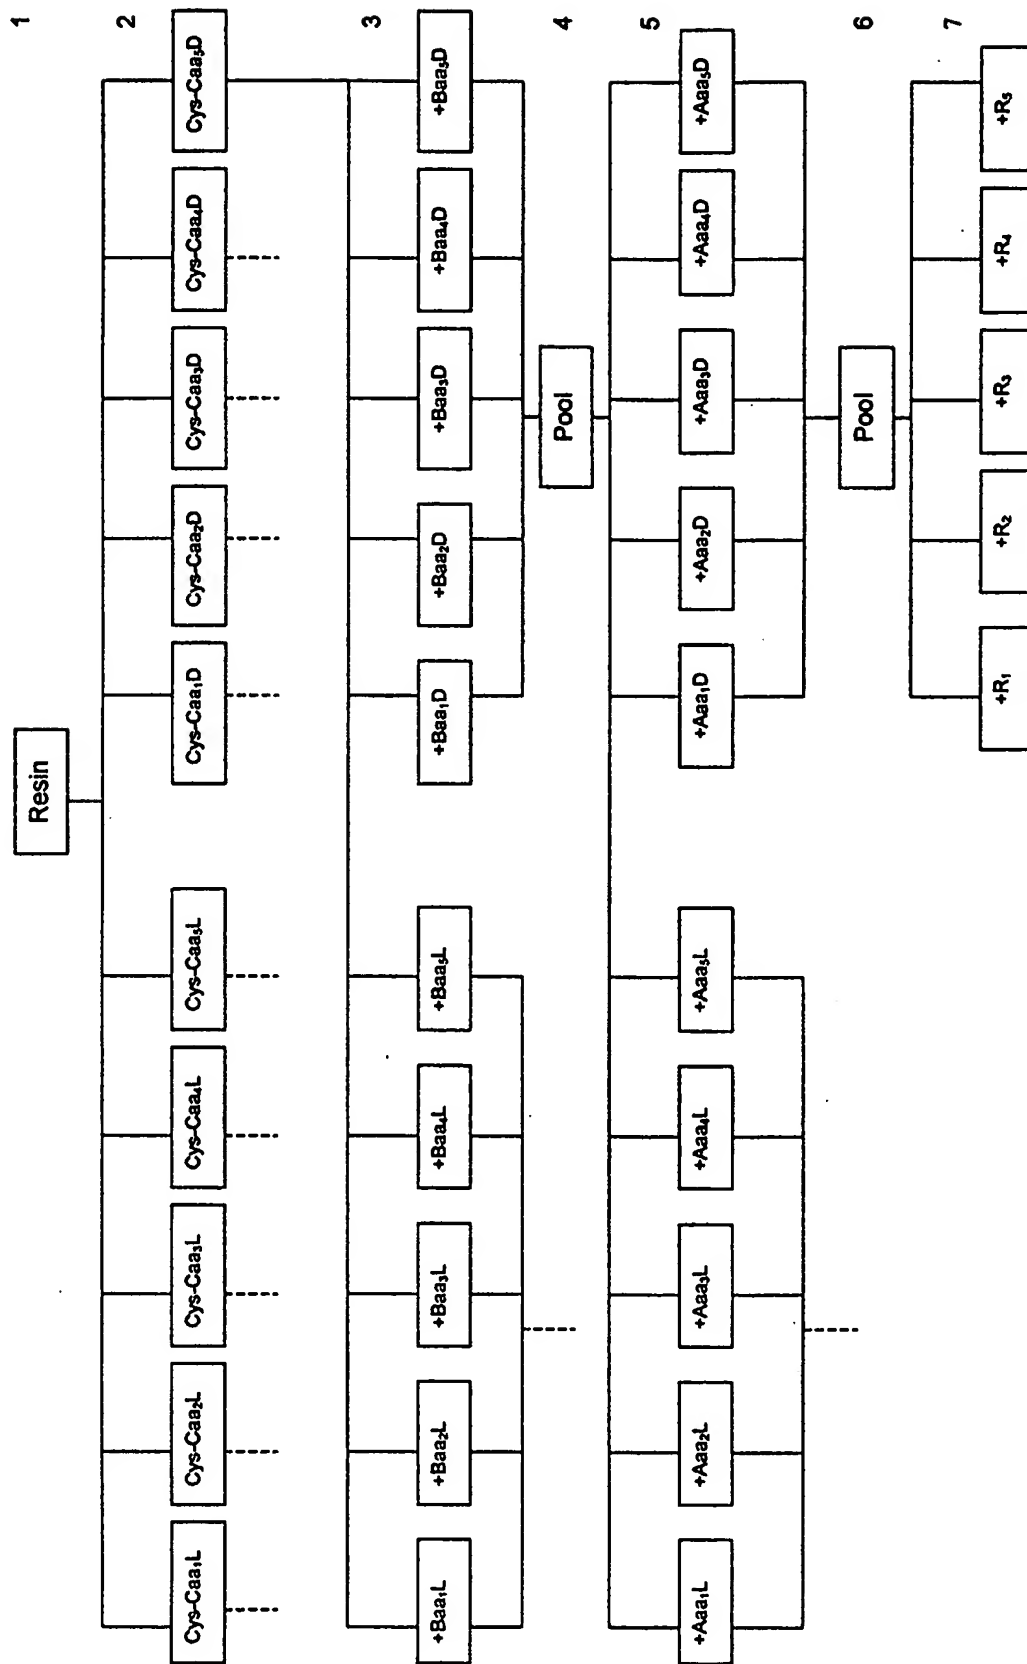 1
Resin
2
Cys-Caa₁L
Cys-Caa₂L
Cys-Caa₃L
Cys-Caa₄L
Cys-Caa₅L
Cys-Caa₁D
Cys-Caa₂D
Cys-Caa₃D
Cys-Caa₄D
Cys-Caa₅D
3
+Baa₁L
+Baa₂L
+Baa₃L
+Baa₄L
+Baa₅L
+Baa₁D
+Baa₂D
+Baa₃D
+Baa₄D
+Baa₅D
4
Pool
5
+Aaa₁L
+Aaa₂L
+Aaa₃L
+Aaa₄L
+Aaa₅L
+Aaa₁D
+Aaa₂D
+Aaa₃D
+Aaa₄D
+Aaa₅D
6
Pool
7
+R₁
+R₂
+R₃
+R₄
+R₅